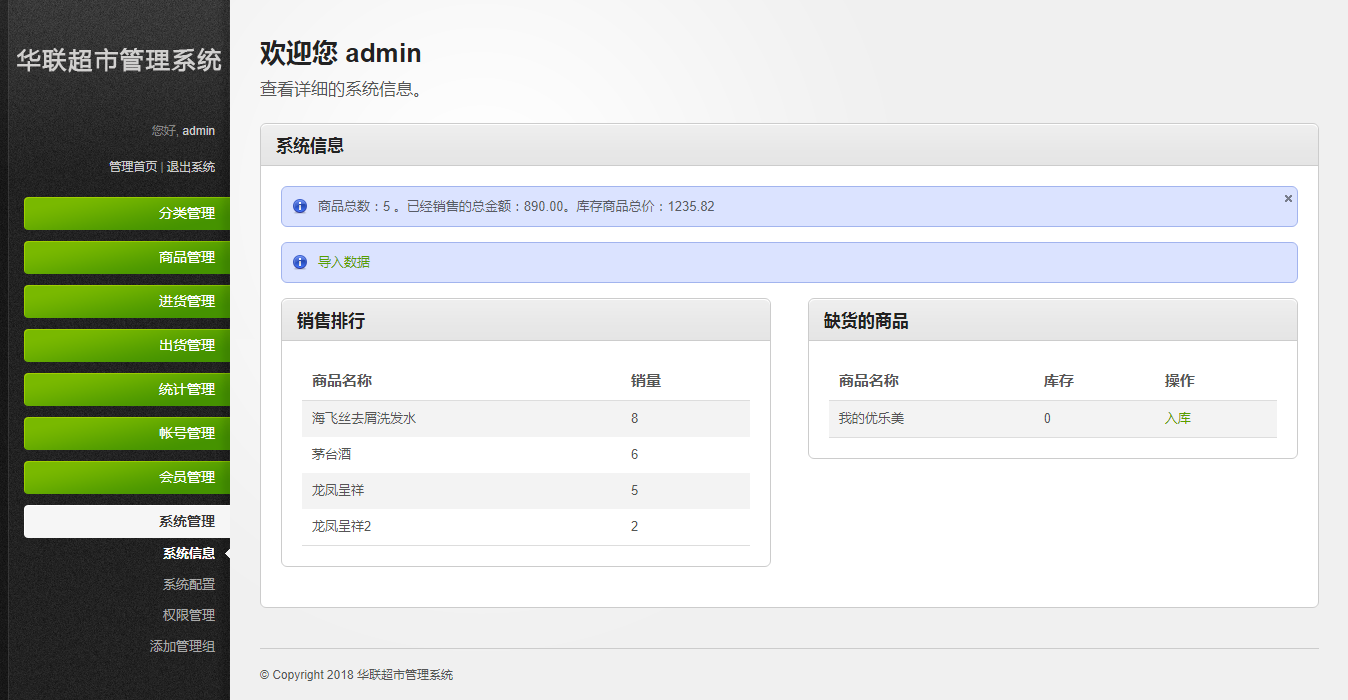 华联超市管理系统
您好, admin
管理首页 | 退出系统
分类管理
商品管理
进货管理
出货管理
统计管理
帐号管理
会员管理
系统管理
系统信息
系统配置
权限管理
添加管理组
欢迎您 admin
查看详细的系统信息。
系统信息
商品总数：5 。已经销售的总金额：890.00。库存商品总价：1235.82
导入数据
销售排行
商品名称 销量
海飞丝去屑洗发水 8
茅台酒 6
龙凤呈祥 5
龙凤呈祥2 2
缺货的商品
商品名称 库存 操作
我的优乐美 0 入库
© Copyright 2018 华联超市管理系统